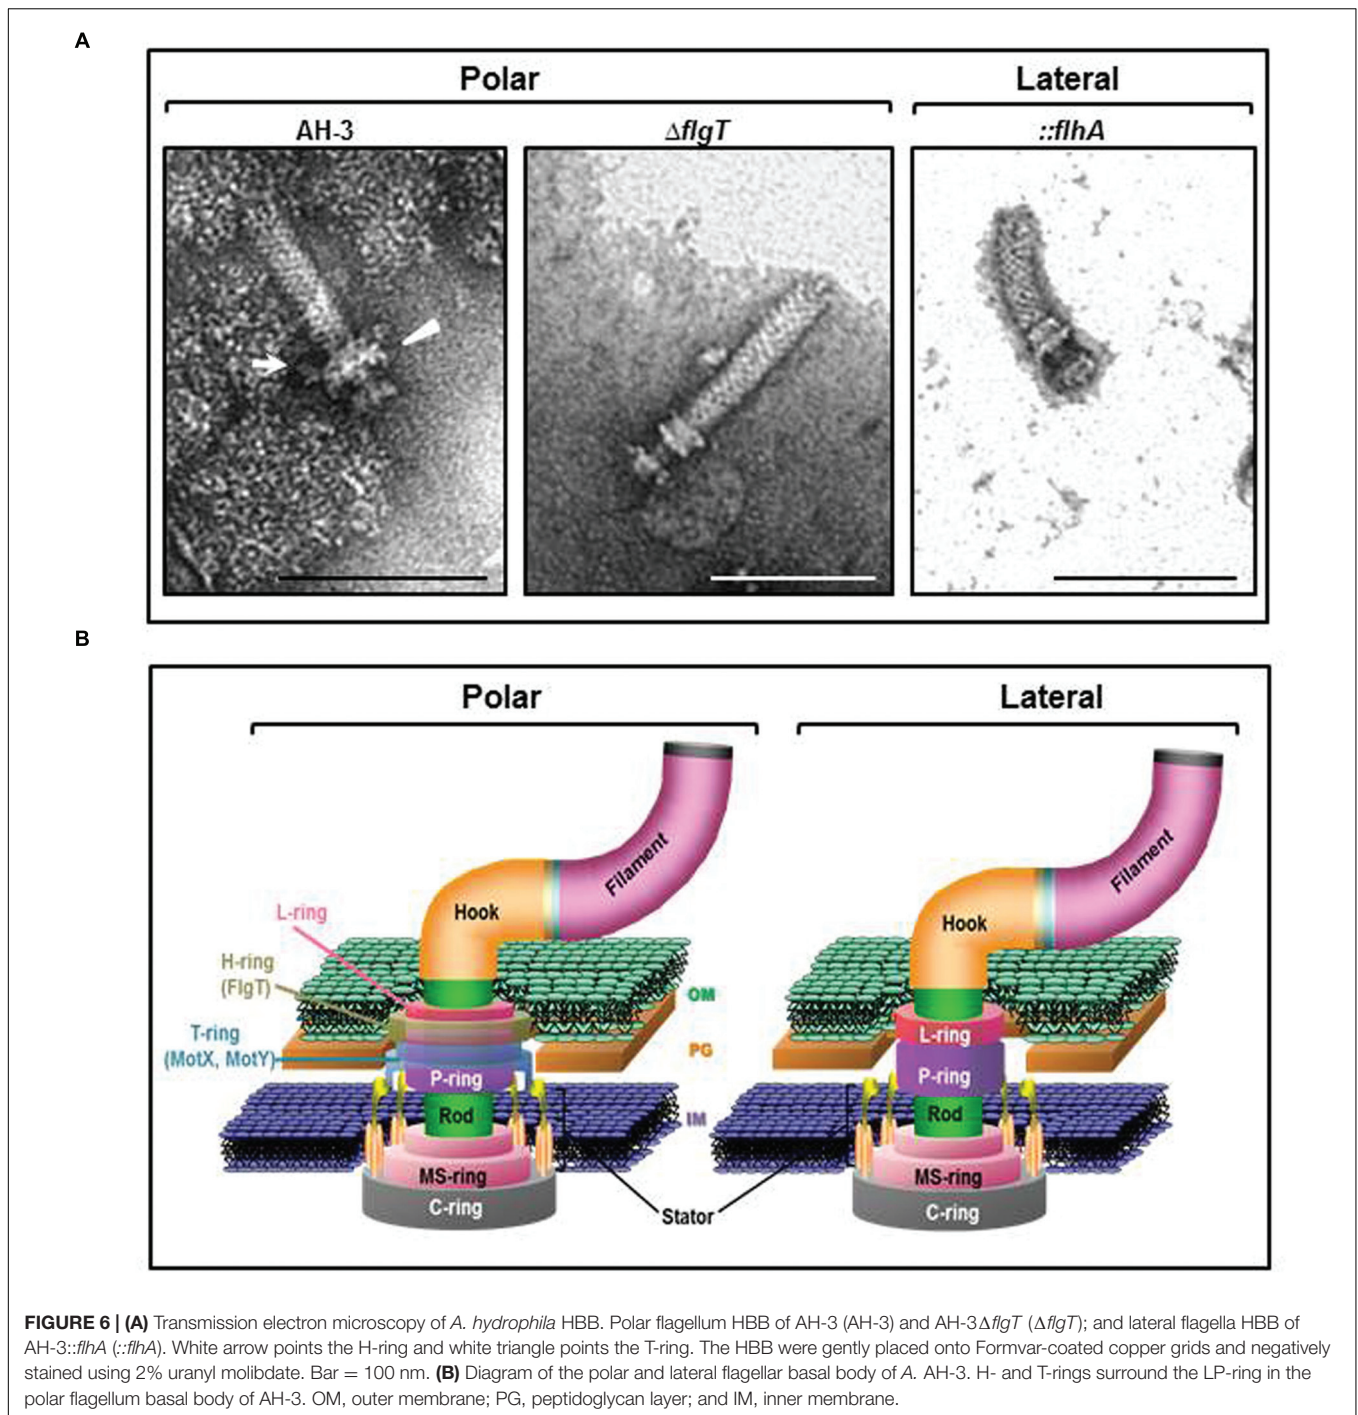 A
Polar
Lateral
AH-3
ΔflgT
::flhA
B
Polar
Lateral
Filament
Filament
Hook
Hook
L-ring
H-ring
(FlgT)
OM
T-ring
(MotX, MotY)
L-ring
PG
P-ring
P-ring
Rod
IM
Rod
MS-ring
MS-ring
C-ring
Stator
C-ring
FIGURE 6 | (A) Transmission electron microscopy of A. hydrophila HBB. Polar flagellum HBB of AH-3 (AH-3) and AH-3ΔflgT (ΔflgT); and lateral flagella HBB of
AH-3::flhA (::flhA). White arrow points the H-ring and white triangle points the T-ring. The HBB were gently placed onto Formvar-coated copper grids and negatively
stained using 2% uranyl molibdate. Bar = 100 nm. (B) Diagram of the polar and lateral flagellar basal body of A. AH-3. H- and T-rings surround the LP-ring in the
polar flagellum basal body of AH-3. OM, outer membrane; PG, peptidoglycan layer; and IM, inner membrane.